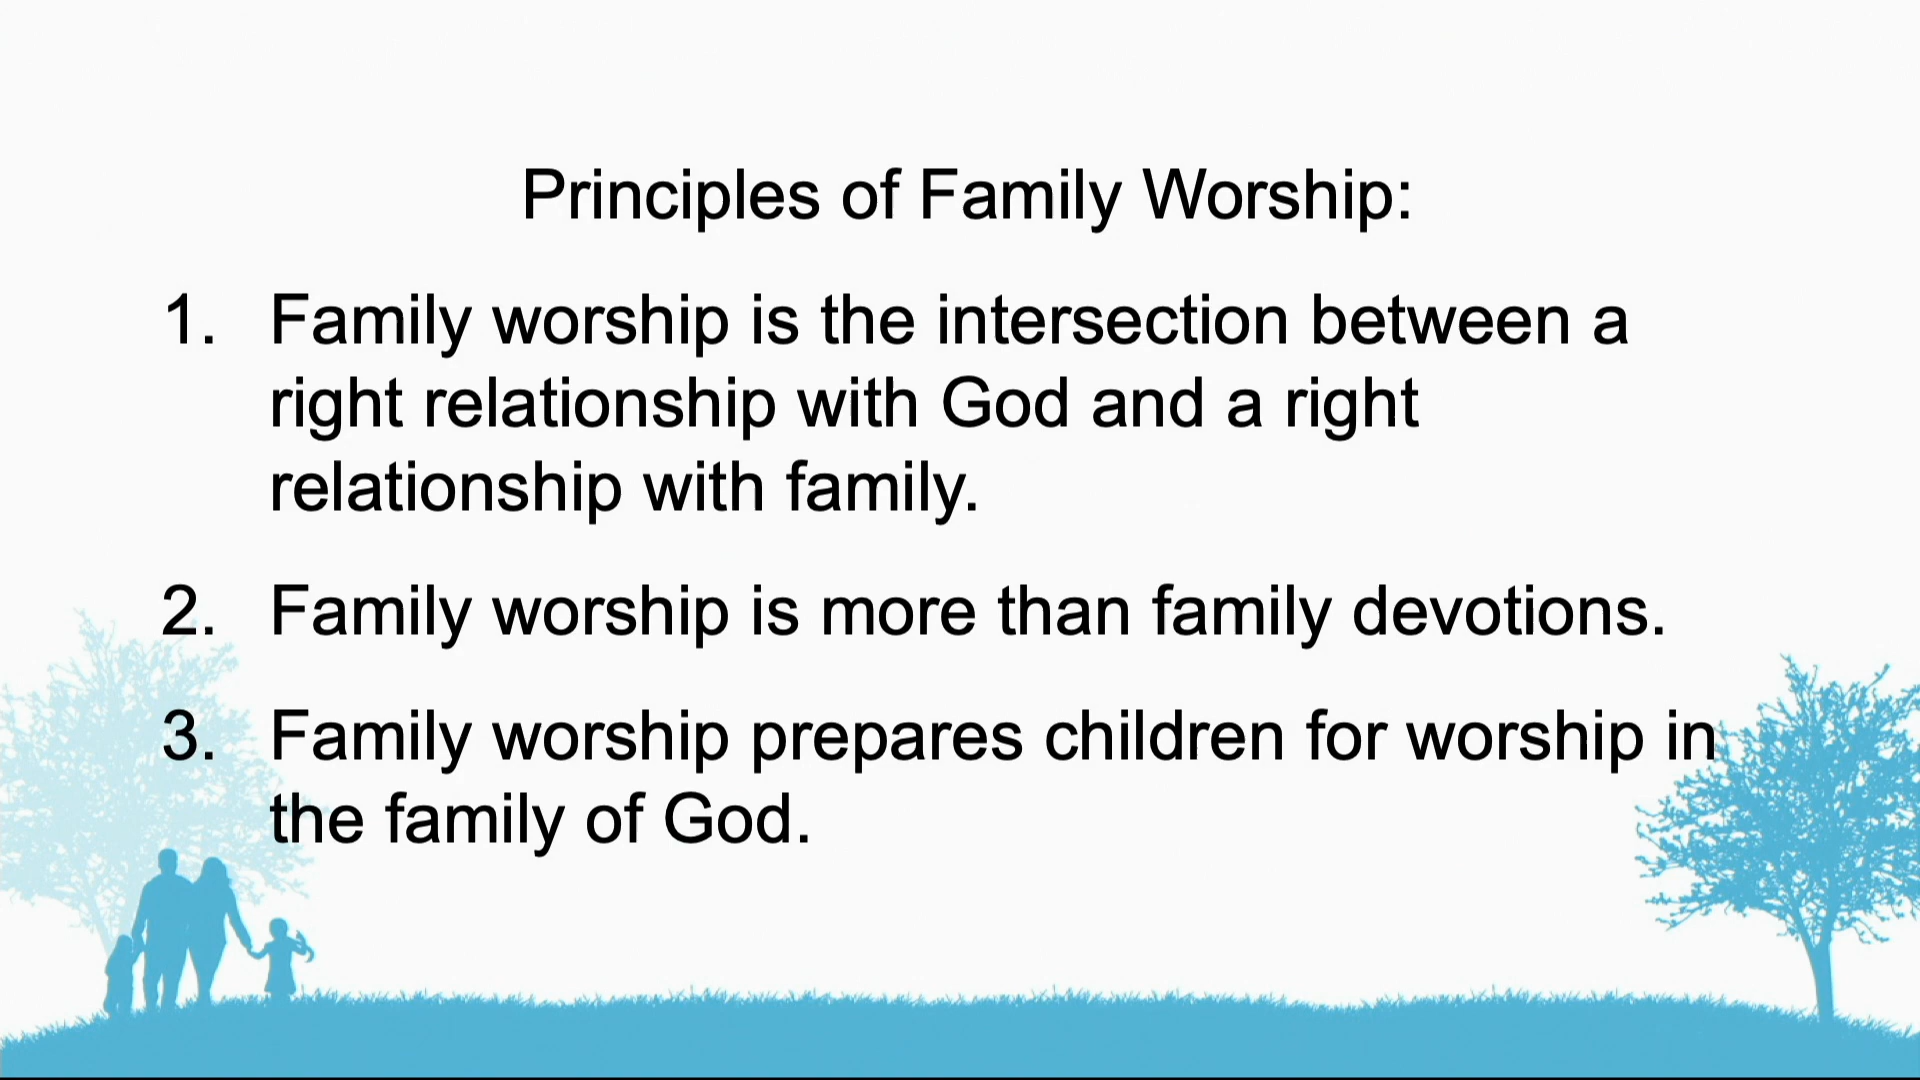 Principles of Family Worship:
1. Family worship is the intersection between a
right relationship with God and a right
relationship with family.
2. Family worship is more than family devotions.
3. Family worship prepares children for worship in
the family of God.